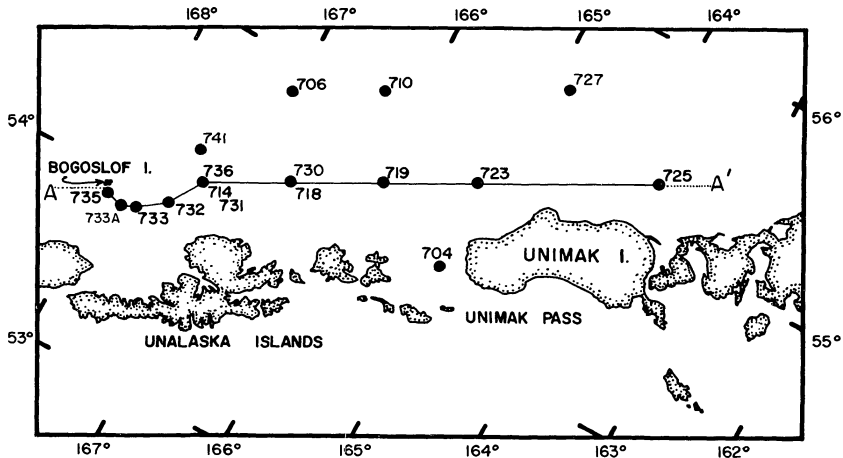 168° 167° 166° 165° 164°
706 710 727
54° 56°
741
BOGOSLOF I.
736 730 719 723 725 A'
A 735 714 731 718
733A 733 732
704 UNIMAK I.
UNIMAK PASS
53° UNALASKA ISLANDS 55°
167° 166° 165° 164° 163° 162°